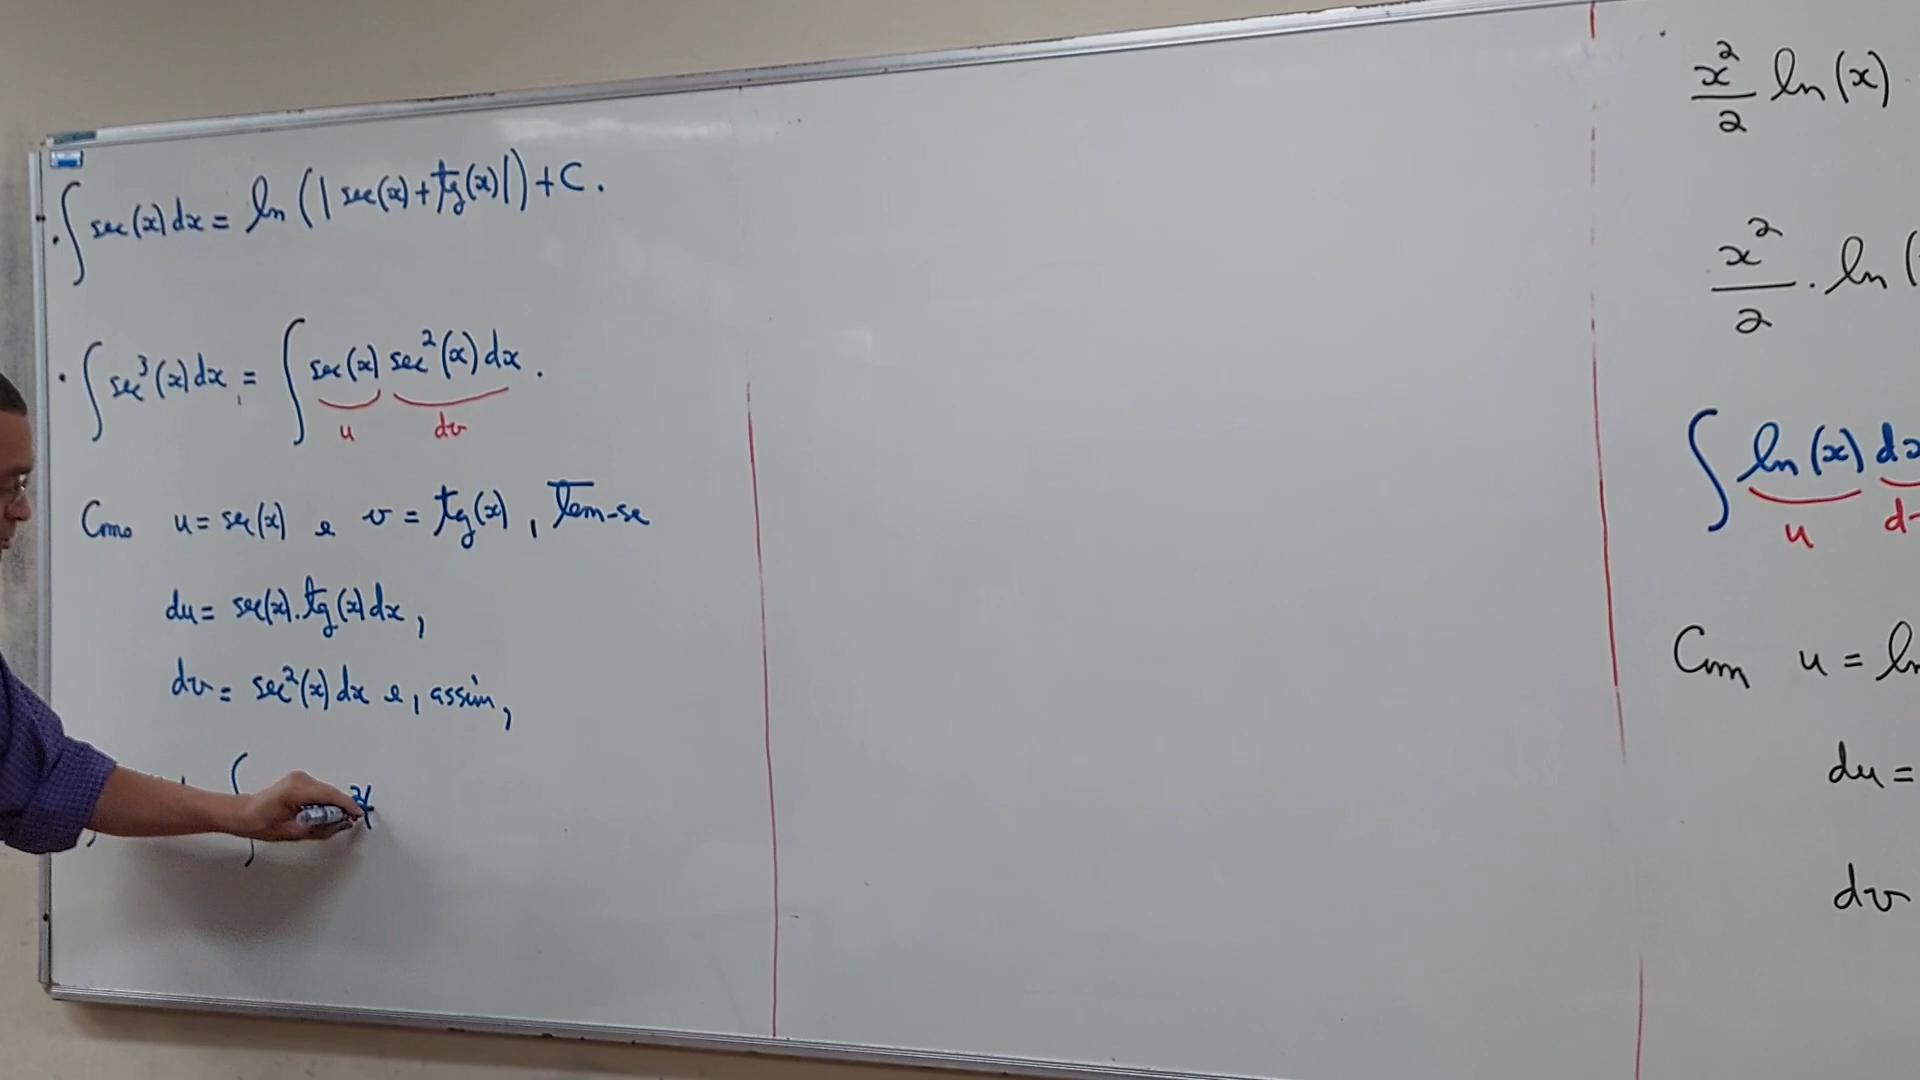 ∫ sec(x) dx = ln (| sec(x) + tg(x) |) + C.
∫ sec³(x) dx = ∫ sec(x) sec²(x) dx.
u dv
Como u = sec(x) e v = tg(x), tem-se
du = sec(x).tg(x) dx,
dv = sec²(x) dx e, assim,
x²/2 ln(x)
x²/2 . ln (
∫ ln(x)
u
Com u = ln
du =
dv